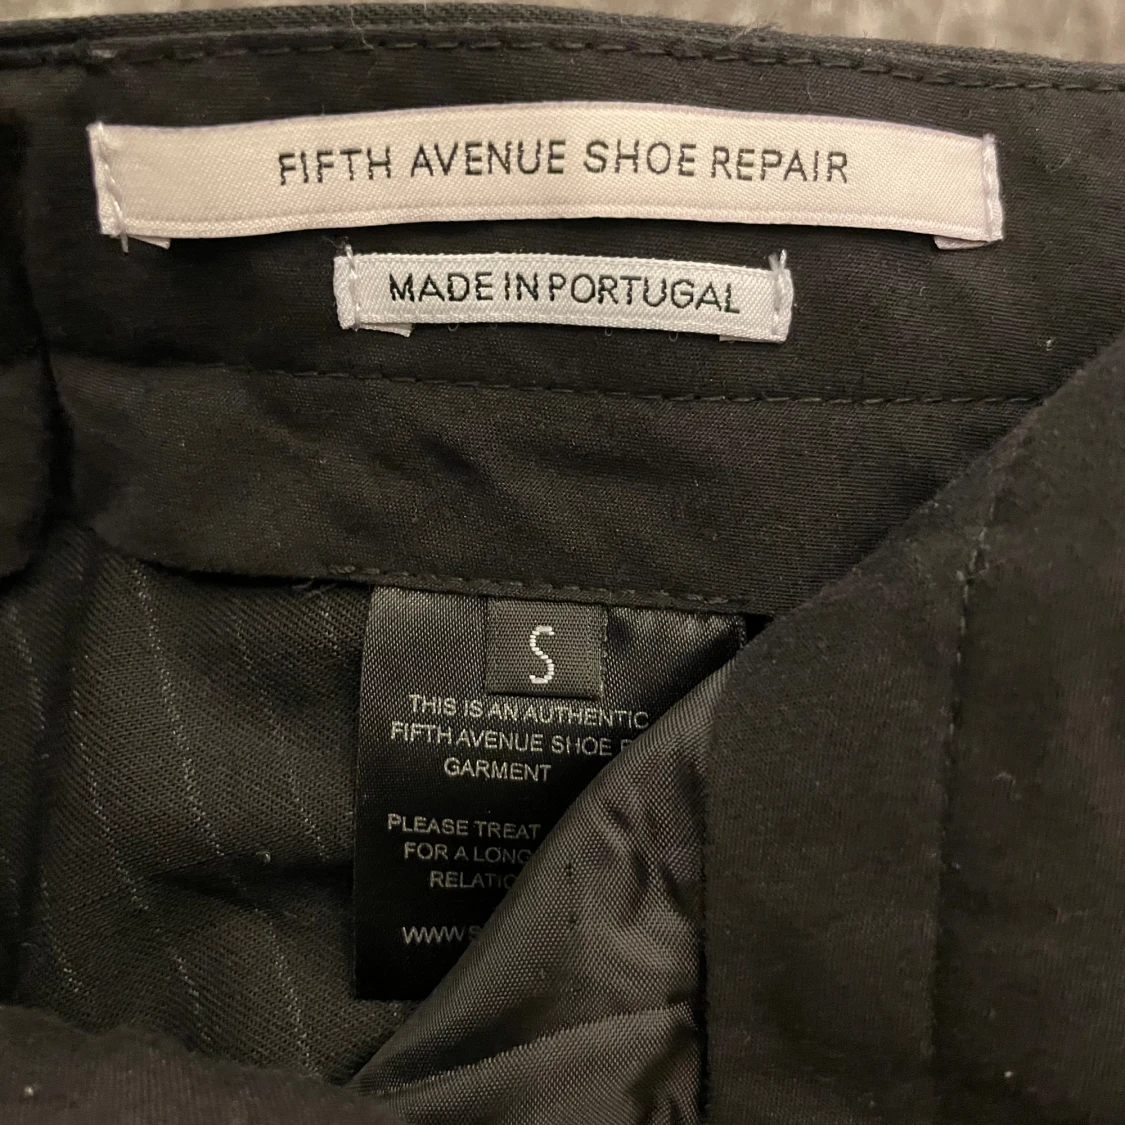 FIFTH AVENUE SHOE REPAIR
MADE IN PORTUGAL
S
THIS IS AN AUTHENTIC
FIFTH AVENUE SHOE
GARMENT
PLEASE TREAT
FOR A LONG